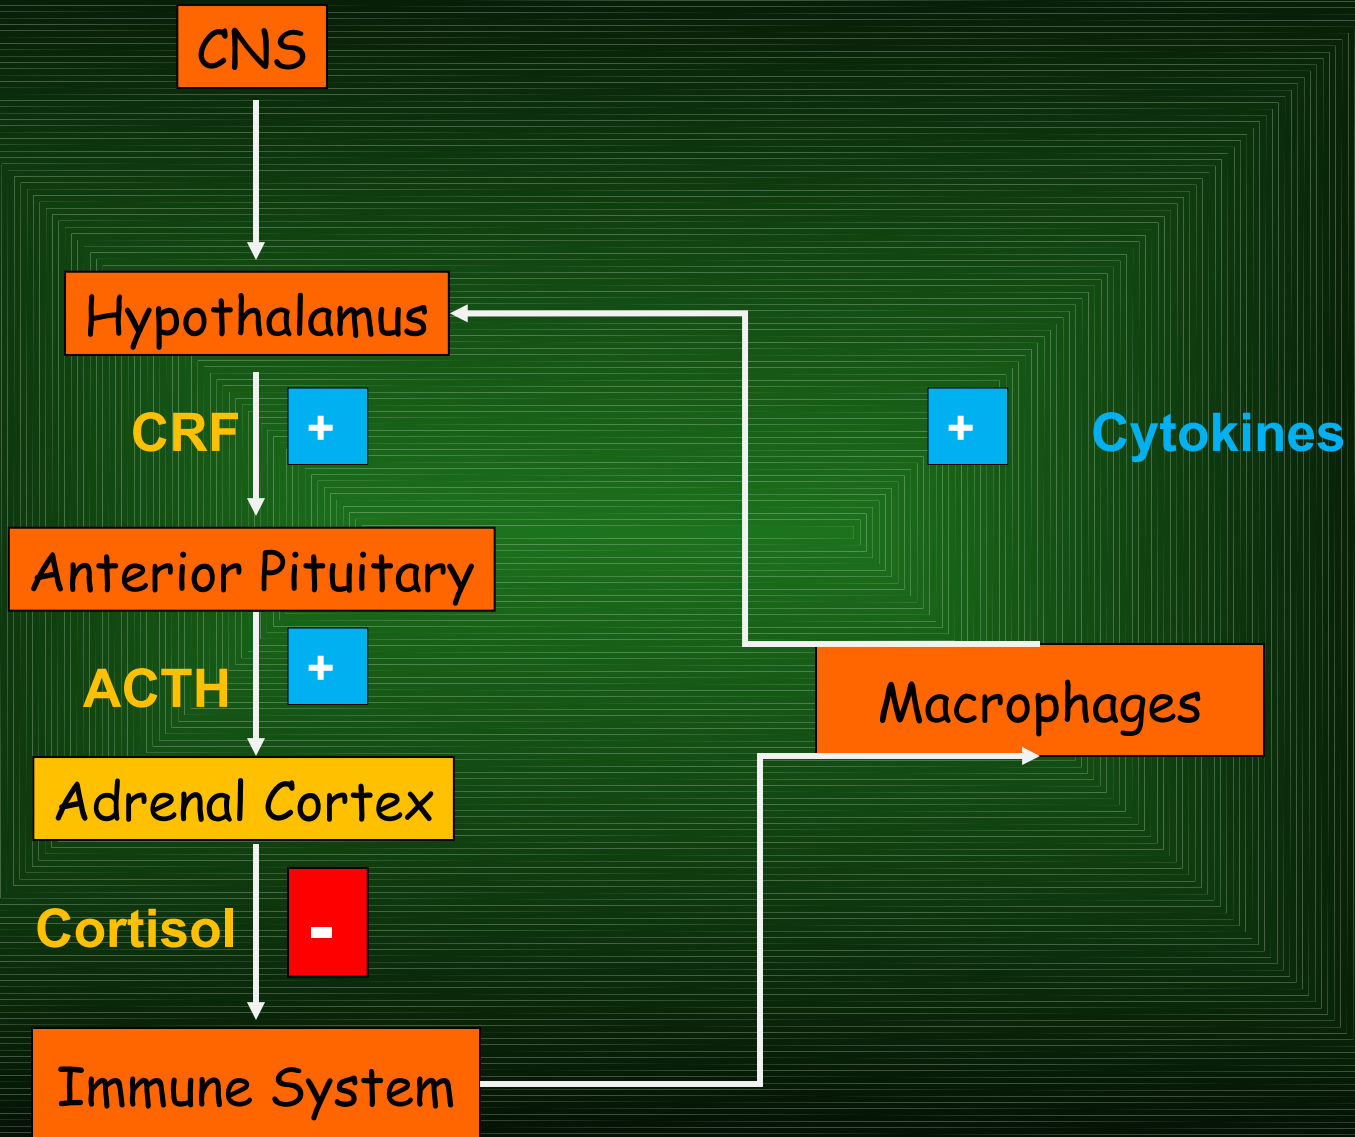 CNS
Hypothalamus
CRF
+
+
Cytokines
Anterior Pituitary
ACTH
+
Macrophages
Adrenal Cortex
Cortisol
-
Immune System